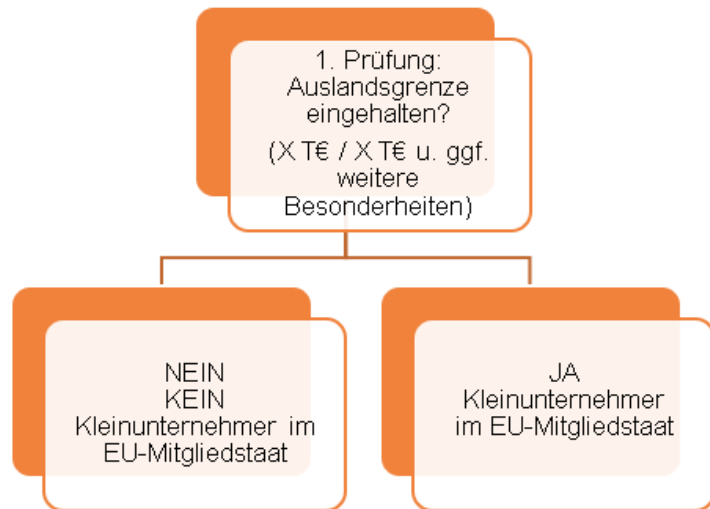 1. Prüfung:
Auslandsgrenze
eingehalten?
(X T€ / X T€ u. ggf.
weitere
Besonderheiten)
NEIN
KEIN
Kleinunternehmer im
EU-Mitgliedstaat
JA
Kleinunternehmer
im EU-Mitgliedstaat